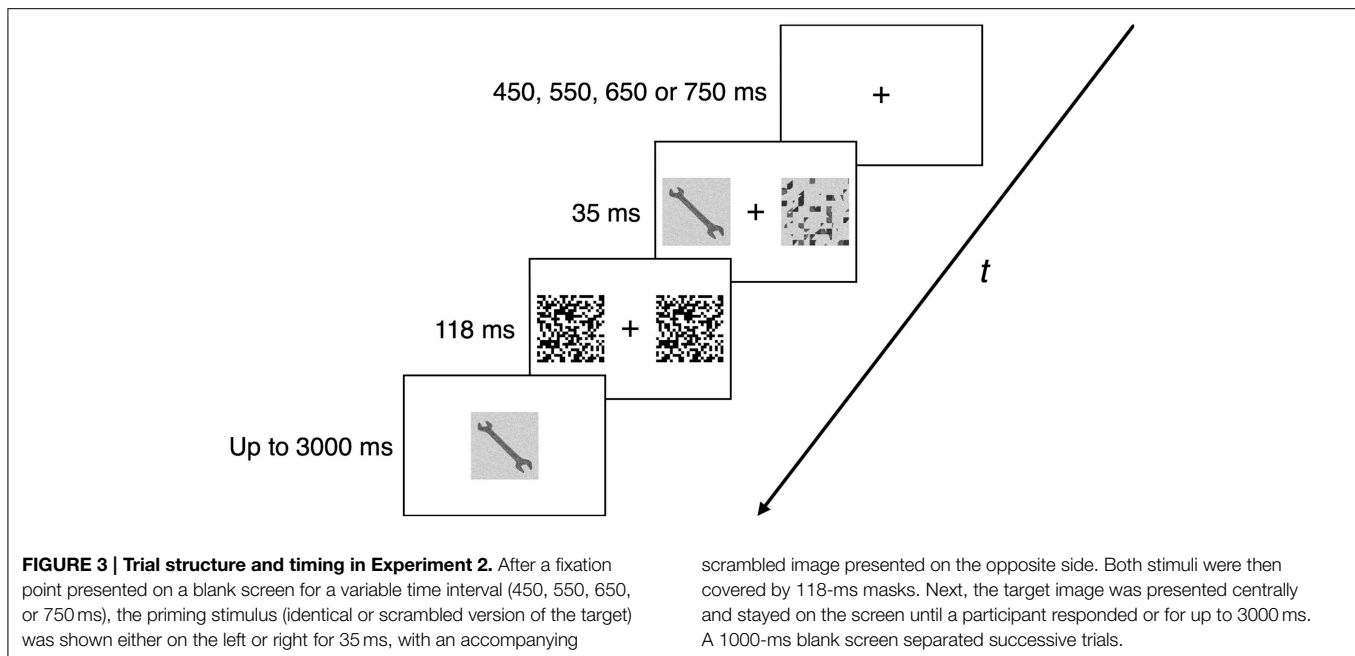 450, 550, 650 or 750 ms
+
35 ms
+
t
118 ms
+
Up to 3000 ms
FIGURE 3 | Trial structure and timing in Experiment 2. After a fixation
point presented on a blank screen for a variable time interval (450, 550, 650,
or 750 ms), the priming stimulus (identical or scrambled version of the target)
was shown either on the left or right for 35 ms, with an accompanying
scrambled image presented on the opposite side. Both stimuli were then
covered by 118-ms masks. Next, the target image was presented centrally
and stayed on the screen until a participant responded or for up to 3000 ms.
A 1000-ms blank screen separated successive trials.